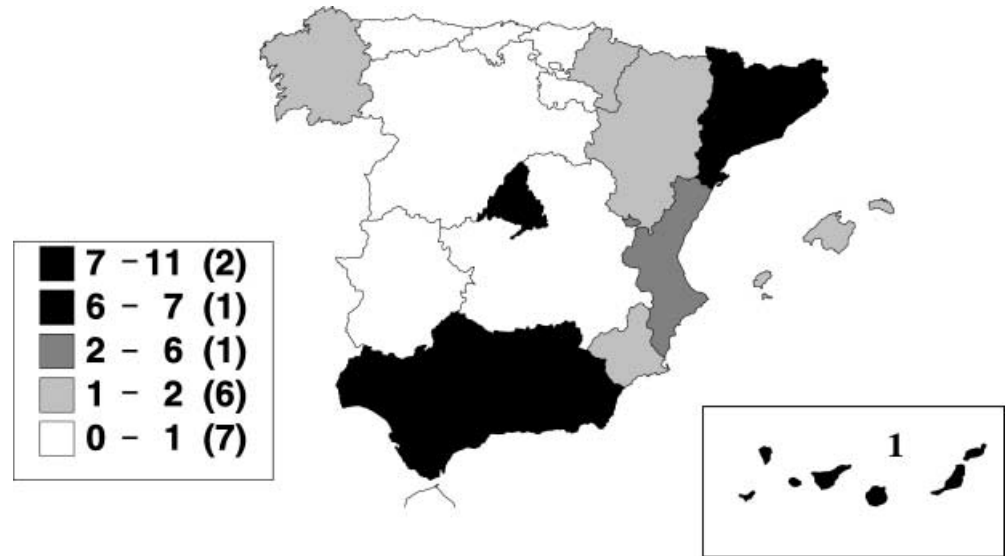 7 – 11 (2)
6 – 7 (1)
2 – 6 (1)
1 – 2 (6)
0 – 1 (7)
1